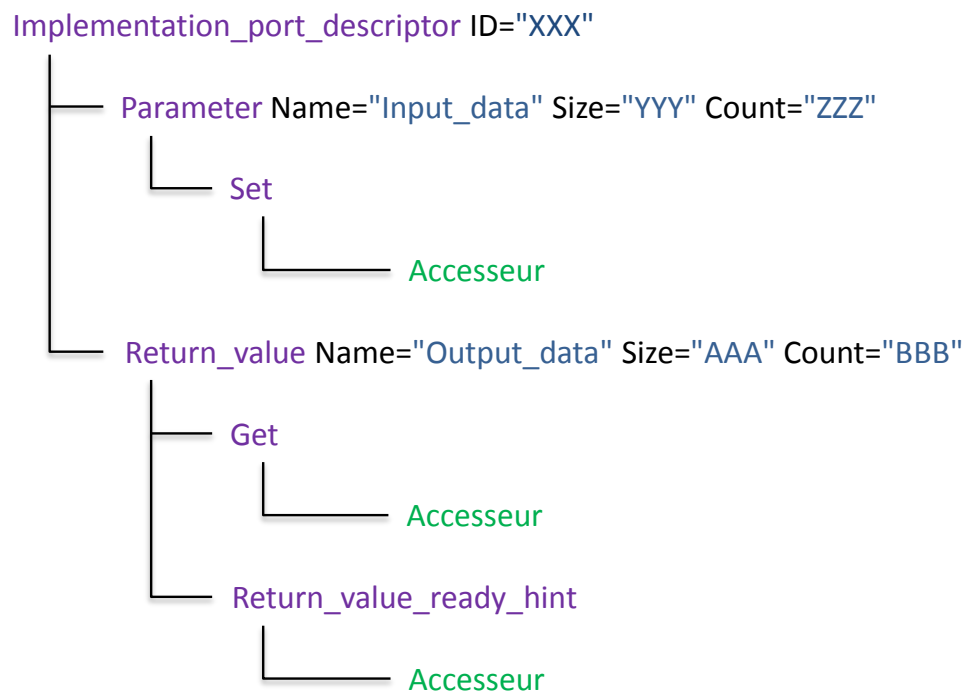 Implementation_port_descriptor ID="XXX"
Parameter Name="Input_data" Size="YYY" Count="ZZZ"
Set
Accesseur
Return_value Name="Output_data" Size="AAA" Count="BBB"
Get
Accesseur
Return_value_ready_hint
Accesseur